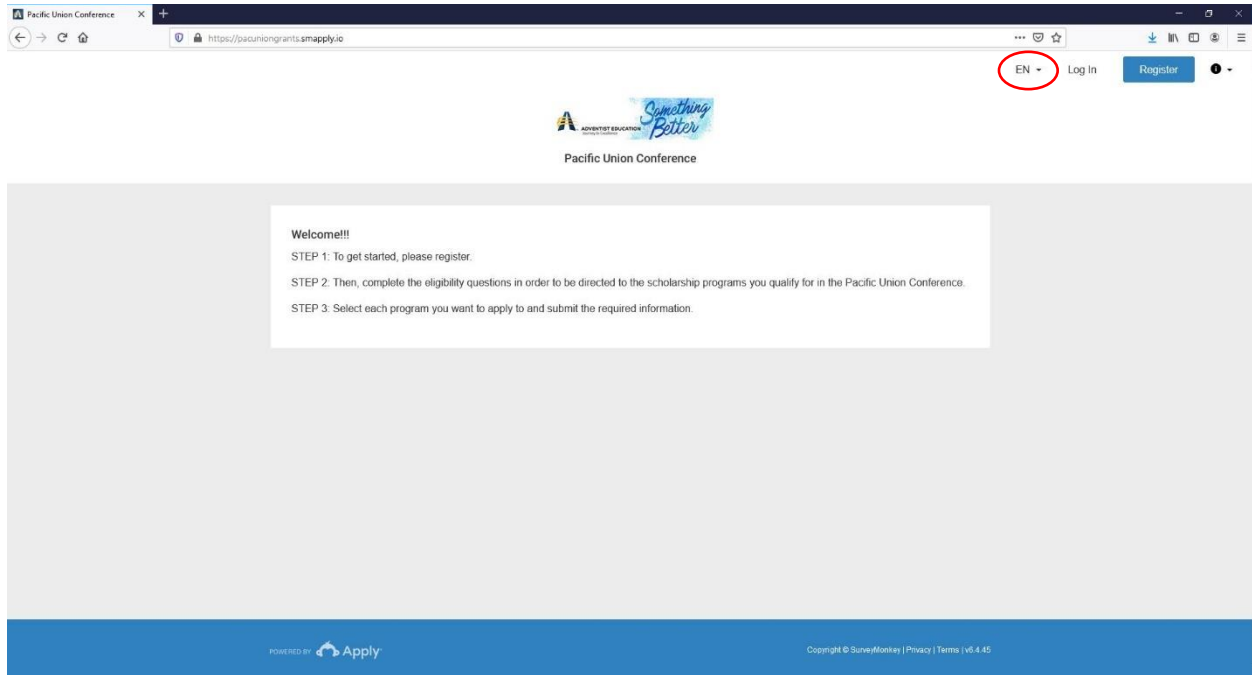 Pacific Union Conference
https://pacuniongrants.smapply.io
EN Log In Register
ADVENTIST EDUCATION
Something
Better
Pacific Union Conference
Welcome!!!
STEP 1: To get started, please register.
STEP 2: Then, complete the eligibility questions in order to be directed to the scholarship programs you qualify for in the Pacific Union Conference.
STEP 3: Select each program you want to apply to and submit the required information.
POWERED BY Apply
Copyright © SurveyMonkey | Privacy | Terms | v6.4.45